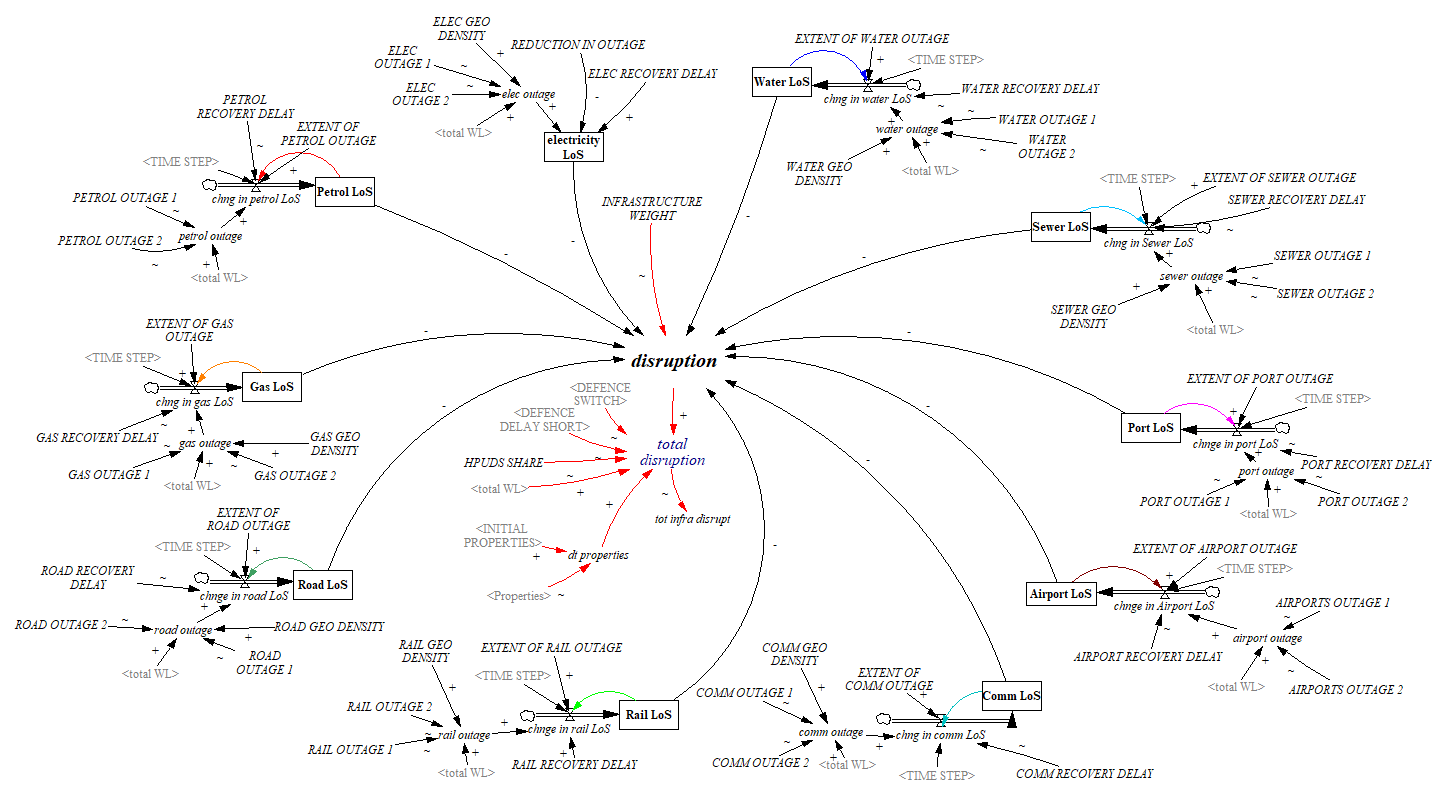 ELEC GEO
DENSITY
REDUCTION IN OUTAGE
ELEC
OUTAGE 1
~
+
ELEC RECOVERY DELAY
ELEC
OUTAGE 2
~
elec outage
-
<total WL>
+
+
+
electricity
LoS
-
EXTENT OF WATER OUTAGE
+
<TIME STEP>
Water LoS
chng in water LoS
WATER RECOVERY DELAY
~
~
WATER OUTAGE 1
+
water outage
WATER
OUTAGE 2
~
+
+
WATER GEO
DENSITY
<total WL>
-
PETROL
RECOVERY DELAY
EXTENT OF
PETROL OUTAGE
~
<TIME STEP>
+
Petrol LoS
chng in petrol LoS
PETROL OUTAGE 1
~
+
petrol outage
PETROL OUTAGE 2
~
+
<total WL>
-
INFRASTRUCTURE
WEIGHT
~
<TIME STEP>
+
EXTENT OF SEWER OUTAGE
SEWER RECOVERY DELAY
Sewer LoS
~
chng in Sewer LoS
+
SEWER OUTAGE 1
sewer outage
~
~
SEWER OUTAGE 2
+
+
SEWER GEO
DENSITY
<total WL>
-
EXTENT OF GAS
OUTAGE
<TIME STEP>
+
Gas LoS
chng in gas LoS
GAS RECOVERY DELAY
~
+
gas outage
GAS GEO
DENSITY
~
+
~
+
GAS OUTAGE 1
GAS OUTAGE 2
<total WL>
-
disruption
<DEFENCE
SWITCH>
<DEFENCE
DELAY SHORT>
~
+
total
disruption
HPUDS SHARE
~
~
<total WL>
+
+
~
tot infra disrupt
<INITIAL
PROPERTIES>
+
dt properties
<Properties>
~
-
EXTENT OF PORT OUTAGE
+
<TIME STEP>
Port LoS
chnge in port LoS
~
+
PORT RECOVERY DELAY
port outage
~
+
~
PORT OUTAGE 1
PORT OUTAGE 2
<total WL>
EXTENT OF
ROAD OUTAGE
<TIME STEP>
+
ROAD RECOVERY
DELAY
~
Road LoS
chnge in road LoS
+
ROAD OUTAGE 2
~
road outage
ROAD GEO DENSITY
+
+
~
ROAD
OUTAGE 1
<total WL>
-
EXTENT OF AIRPORT OUTAGE
+
<TIME STEP>
Airport LoS
chnge in Airport LoS
~
+
AIRPORTS OUTAGE 1
~
airport outage
AIRPORT RECOVERY DELAY
+
~
<total WL>
AIRPORTS OUTAGE 2
-
RAIL GEO
DENSITY
EXTENT OF RAIL OUTAGE
+
<TIME STEP>
+
RAIL OUTAGE 2
Rail LoS
~
rail outage
+
chnge in rail LoS
RAIL OUTAGE 1
~
+
+
RAIL RECOVERY DELAY
<total WL>
-
COMM GEO
DENSITY
EXTENT OF
COMM OUTAGE
COMM OUTAGE 1
+
+
Comm LoS
~
comm outage
+
chng in comm LoS
~
+
~
COMM OUTAGE 2
<total WL>
<TIME STEP>
COMM RECOVERY DELAY
-